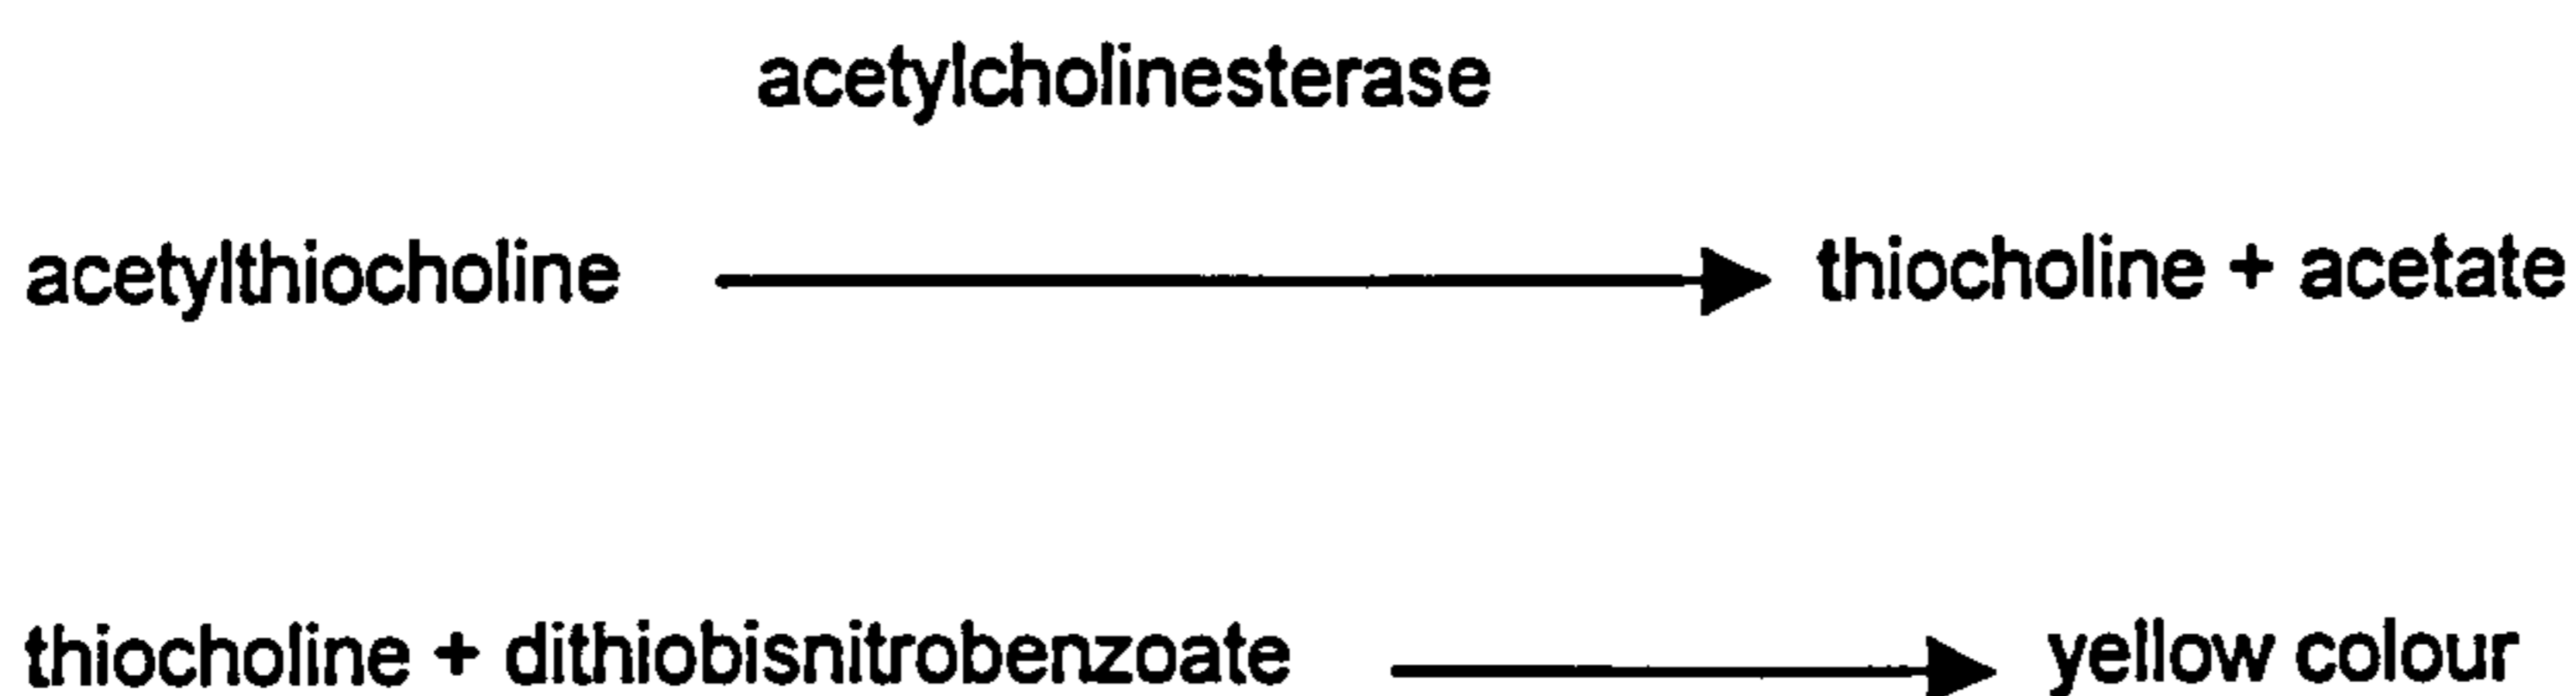 acetylcholinesterase
acetylthiocholine thiocholine + acetate
thiocholine + dithiobisnitrobenzoate yellow colour